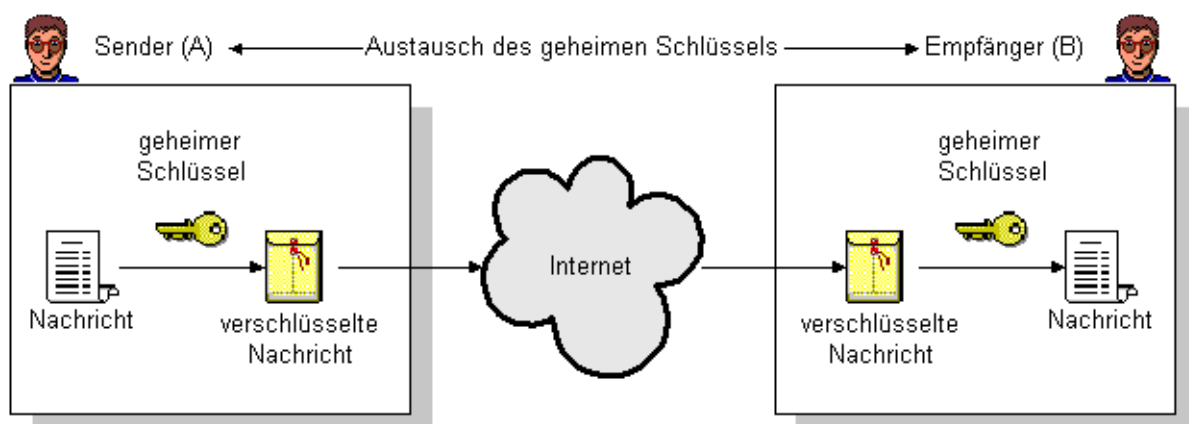 Sender (A)
Austausch des geheimen Schlüssels
Empfänger (B)
geheimer
Schlüssel
Nachricht
verschlüsselte
Nachricht
Internet
geheimer
Schlüssel
verschlüsselte
Nachricht
Nachricht